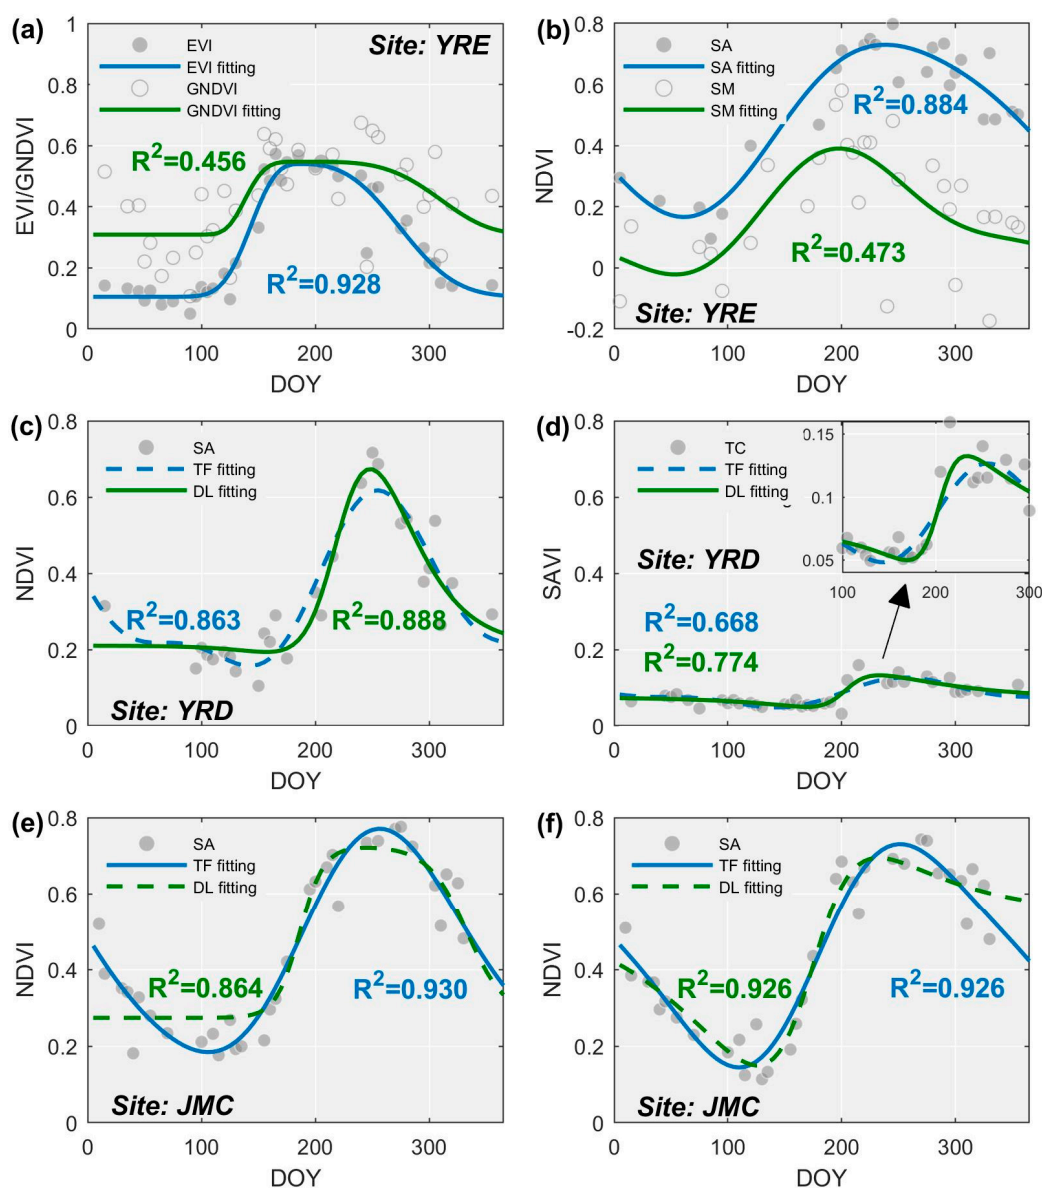 (a)
1
0.8
0.6
0.4
0.2
0
EVI/GNDVI
EVI
EVI fitting
GNDVI
GNDVI fitting
Site: YRE
R²=0.456
R²=0.928
0 100 200 300
DOY
(b)
0.8
0.6
0.4
0.2
0
-0.2
NDVI
SA
SA fitting
SM
SM fitting
R²=0.884
R²=0.473
Site: YRE
0 100 200 300
DOY
(c)
0.8
0.6
0.4
0.2
0
NDVI
SA
TF fitting
DL fitting
R²=0.863
R²=0.888
Site: YRD
0 100 200 300
DOY
(d)
0.8
0.6
0.4
0.2
0
SAVI
TC
TF fitting
DL fitting
0.15
0.1
0.05
100 200 300
Site: YRD
R²=0.668
R²=0.774
0 100 200 300
DOY
(e)
0.8
0.6
0.4
0.2
0
NDVI
SA
TF fitting
DL fitting
R²=0.864
R²=0.930
Site: JMC
0 100 200 300
DOY
(f)
0.8
0.6
0.4
0.2
0
NDVI
SA
TF fitting
DL fitting
R²=0.926
R²=0.926
Site: JMC
0 100 200 300
DOY